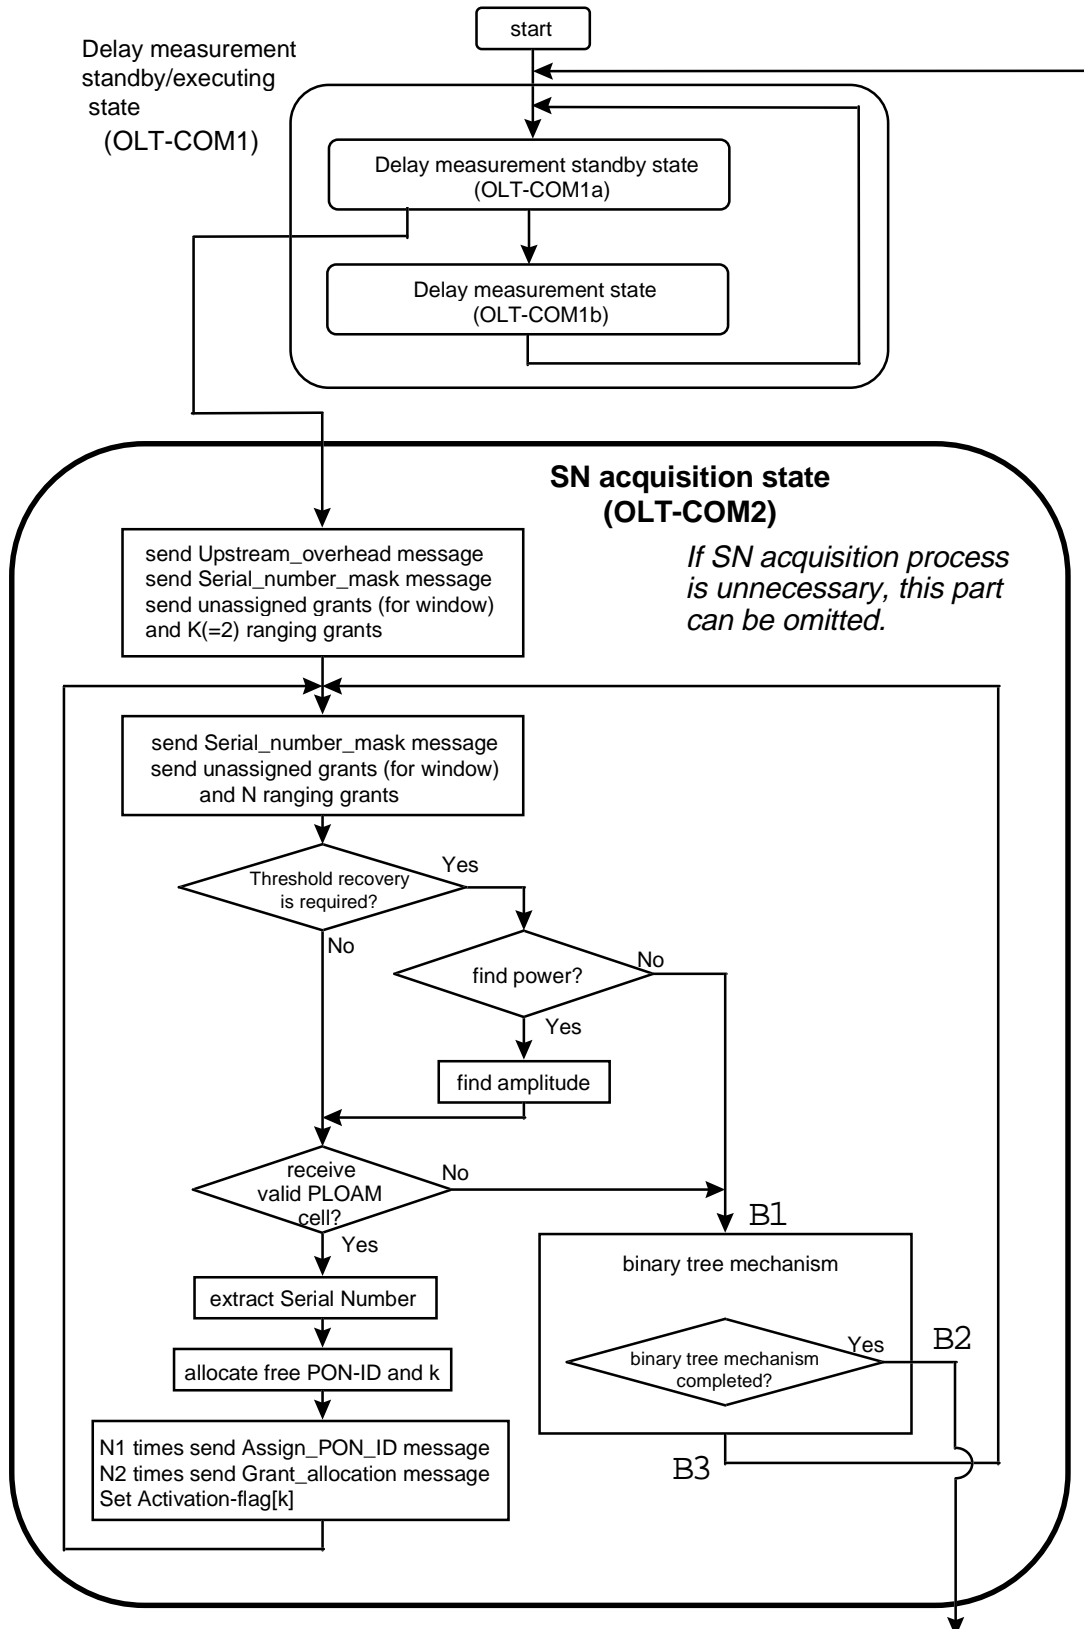 start
Delay measurement
standby/executing
state
(OLT-COM1)
Delay measurement standby state
(OLT-COM1a)
Delay measurement state
(OLT-COM1b)
SN acquisition state
(OLT-COM2)
If SN acquisition process
is unnecessary, this part
can be omitted.
send Upstream_overhead message
send Serial_number_mask message
send unassigned grants (for window)
and K(=2) ranging grants
send Serial_number_mask message
send unassigned grants (for window)
and N ranging grants
Threshold recovery
is required?
Yes
No
find power?
No
Yes
find amplitude
receive
valid PLOAM
cell?
No
Yes
B1
binary tree mechanism
extract Serial Number
binary tree mechanism
completed?
Yes
B2
allocate free PON-ID and k
N1 times send Assign_PON_ID message
N2 times send Grant_allocation message
Set Activation-flag[k]
B3